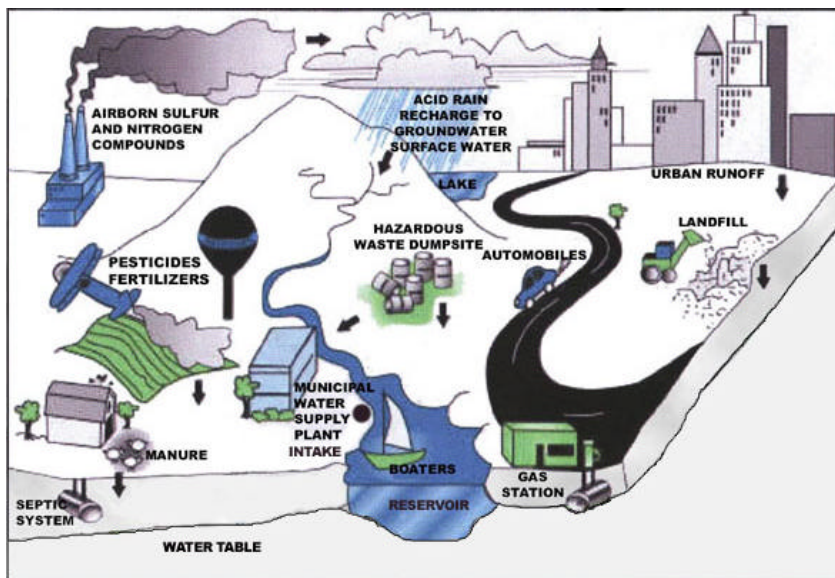 AIRBORN SULFUR
AND NITROGEN
COMPOUNDS
ACID RAIN
RECHARGE TO
GROUNDWATER
SURFACE WATER
LAKE
URBAN RUNOFF
PESTICIDES
FERTILIZERS
HAZARDOUS
WASTE DUMPSITE
AUTOMOBILES
LANDFILL
MUNICIPAL
WATER
SUPPLY
PLANT
INTAKE
MANURE
BOATERS
GAS
STATION
SEPTIC
SYSTEM
RESERVOIR
WATER TABLE